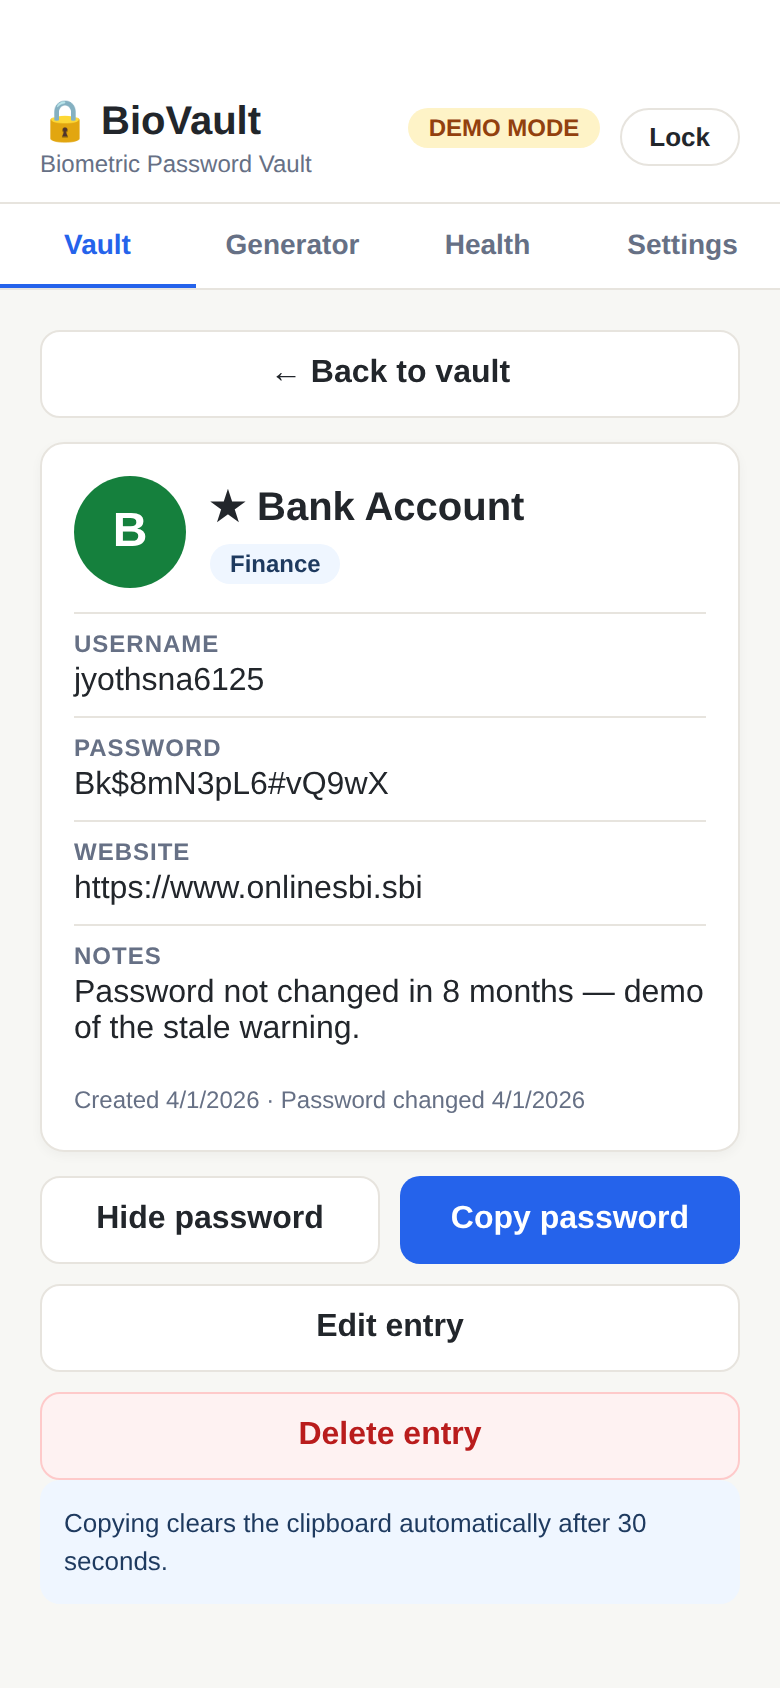 BioVault
Biometric Password Vault
DEMO MODE
Lock
Vault
Generator
Health
Settings
← Back to vault
B
★ Bank Account
Finance
USERNAME
jyothsna6125
PASSWORD
Bk$8mN3pL6#vQ9wX
WEBSITE
https://www.onlinesbi.sbi
NOTES
Password not changed in 8 months — demo
of the stale warning.
Created 4/1/2026 · Password changed 4/1/2026
Hide password
Copy password
Edit entry
Delete entry
Copying clears the clipboard automatically after 30
seconds.